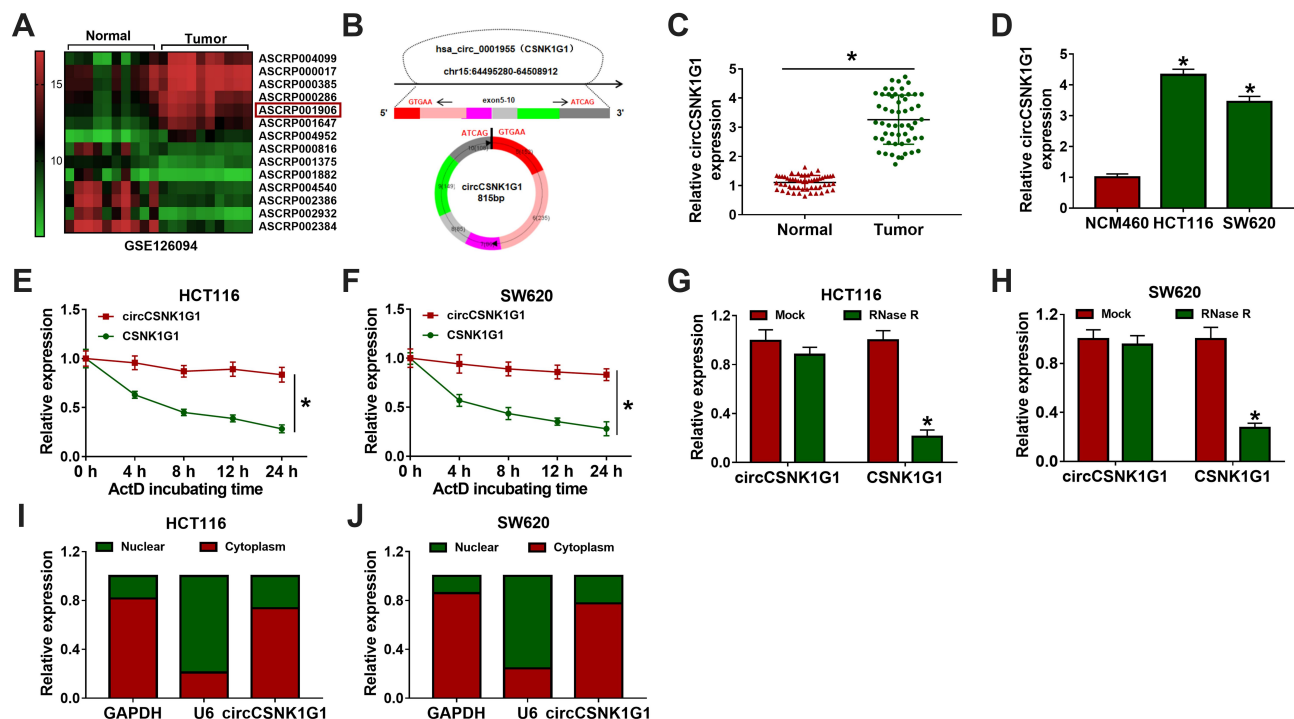 A
Normal
Tumor
15
10
ASCRP004099
ASCRP000017
ASCRP000385
ASCRP000286
ASCRP001906
ASCRP001647
ASCRP004952
ASCRP000816
ASCRP001375
ASCRP001882
ASCRP004540
ASCRP002386
ASCRP002932
ASCRP002384
GSE126094
B
hsa_circ_0001955（CSNK1G1）
chr15:64495280-64508912
GTGAA
exon5-10
ATCAG
5'
3'
ATCAG
GTGAA
circCSNK1G1
815bp
C
Relative circCSNK1G1
expression
5
4
3
2
1
0
*
Normal
Tumor
D
Relative circCSNK1G1
expression
5
4
3
2
1
0
*
*
NCM460
HCT116
SW620
E
HCT116
Relative expression
1.5
1.0
0.5
0.0
circCSNK1G1
CSNK1G1
*
0 h
4 h
8 h
12 h
24 h
ActD incubating time
F
SW620
Relative expression
1.5
1.0
0.5
0.0
circCSNK1G1
CSNK1G1
*
0 h
4 h
8 h
12 h
24 h
ActD incubating time
G
HCT116
Mock
RNase R
Relative expression
1.2
0.8
0.4
0.0
*
circCSNK1G1
CSNK1G1
H
SW620
Mock
RNase R
Relative expression
1.2
0.8
0.4
0.0
*
circCSNK1G1
CSNK1G1
I
HCT116
Nuclear
Cytoplasm
Relative expression
1.2
0.8
0.4
0.0
GAPDH
U6
circCSNK1G1
J
SW620
Nuclear
Cytoplasm
Relative expression
1.2
0.8
0.4
0.0
GAPDH
U6
circCSNK1G1